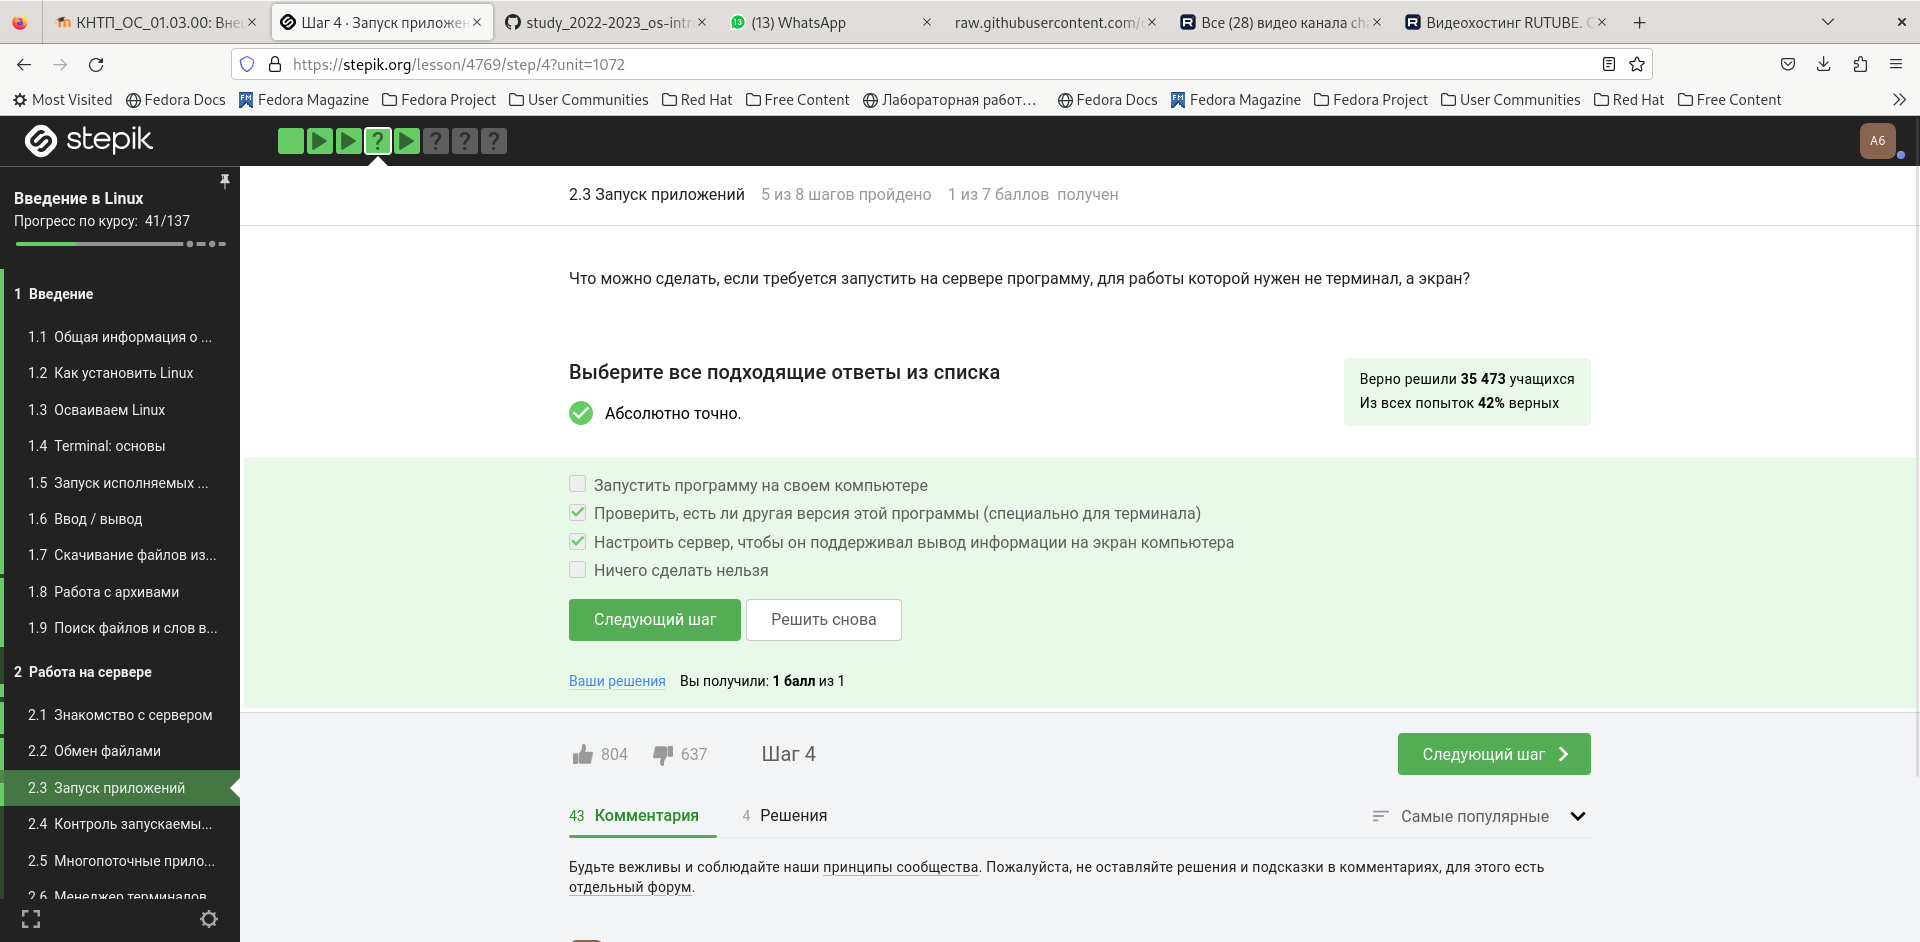 КНТП_ОС_01.03.00: Вне
Шаг 4 · Запуск приложен
study_2022-2023_os-intr
(13) WhatsApp
raw.githubusercontent.com/
Все (28) видео канала ch
Видеохостинг RUTUBE. С
https://stepik.org/lesson/4769/step/4?unit=1072
Most Visited Fedora Docs Fedora Magazine Fedora Project User Communities Red Hat Free Content Лабораторная работ… Fedora Docs Fedora Magazine Fedora Project User Communities Red Hat Free Content
stepik
? ? ? ?
A6
Введение в Linux
Прогресс по курсу: 41/137
1 Введение
1.1 Общая информация о ...
1.2 Как установить Linux
1.3 Осваиваем Linux
1.4 Terminal: основы
1.5 Запуск исполняемых ...
1.6 Ввод / вывод
1.7 Скачивание файлов из...
1.8 Работа с архивами
1.9 Поиск файлов и слов в...
2 Работа на сервере
2.1 Знакомство с сервером
2.2 Обмен файлами
2.3 Запуск приложений
2.4 Контроль запускаемы...
2.5 Многопоточные прило...
2.6 Менеджер терминалов
2.3 Запуск приложений 5 из 8 шагов пройдено 1 из 7 баллов получен
Что можно сделать, если требуется запустить на сервере программу, для работы которой нужен не терминал, а экран?
Выберите все подходящие ответы из списка
Абсолютно точно.
Верно решили 35 473 учащихся
Из всех попыток 42% верных
Запустить программу на своем компьютере
Проверить, есть ли другая версия этой программы (специально для терминала)
Настроить сервер, чтобы он поддерживал вывод информации на экран компьютера
Ничего сделать нельзя
Следующий шаг Решить снова
Ваши решения Вы получили: 1 балл из 1
804 637 Шаг 4 Следующий шаг
43 Комментария 4 Решения Самые популярные
Будьте вежливы и соблюдайте наши принципы сообщества. Пожалуйста, не оставляйте решения и подсказки в комментариях, для этого есть
отдельный форум.